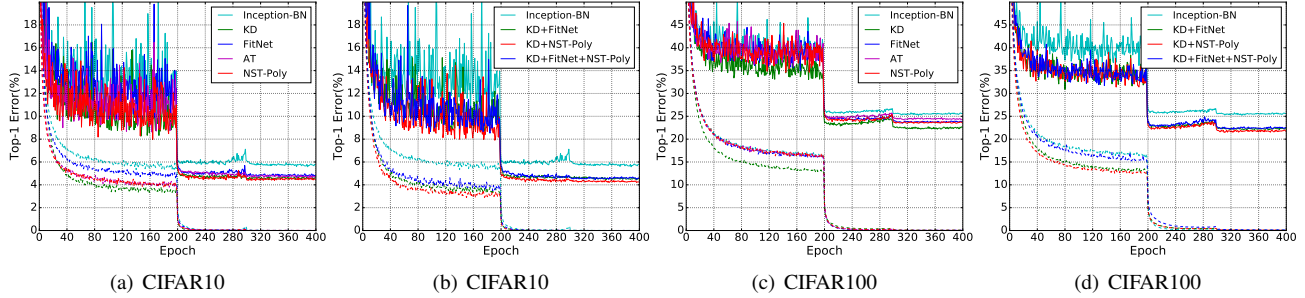 Top-1 Error(%)
20
18
16
14
12
10
8
6
4
2
0
0 40 80 120 160 200 240 280 320 360 400
Epoch
Inception-BN
KD
FitNet
AT
NST-Poly
(a) CIFAR10
Top-1 Error(%)
20
18
16
14
12
10
8
6
4
2
0
0 40 80 120 160 200 240 280 320 360 400
Epoch
Inception-BN
KD+FitNet
KD+NST-Poly
KD+FitNet+NST-Poly
(b) CIFAR10
Top-1 Error(%)
45
40
35
30
25
20
15
10
5
0
0 40 80 120 160 200 240 280 320 360 400
Epoch
Inception-BN
KD
FitNet
AT
NST-Poly
(c) CIFAR100
Top-1 Error(%)
45
40
35
30
25
20
15
10
5
0
0 40 80 120 160 200 240 280 320 360 400
Epoch
Inception-BN
KD+FitNet
KD+NST-Poly
KD+FitNet+NST-Poly
(d) CIFAR100